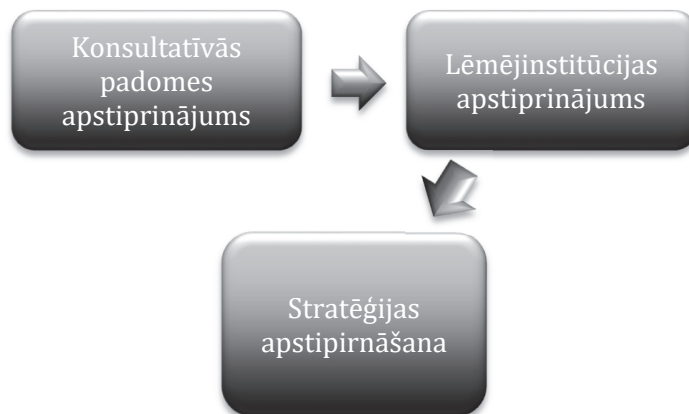 Konsultatīvās
padomes
apstiprinājums
Lēmējinstitūcijas
apstiprinājums
Stratēģijas
apstipirnāšana